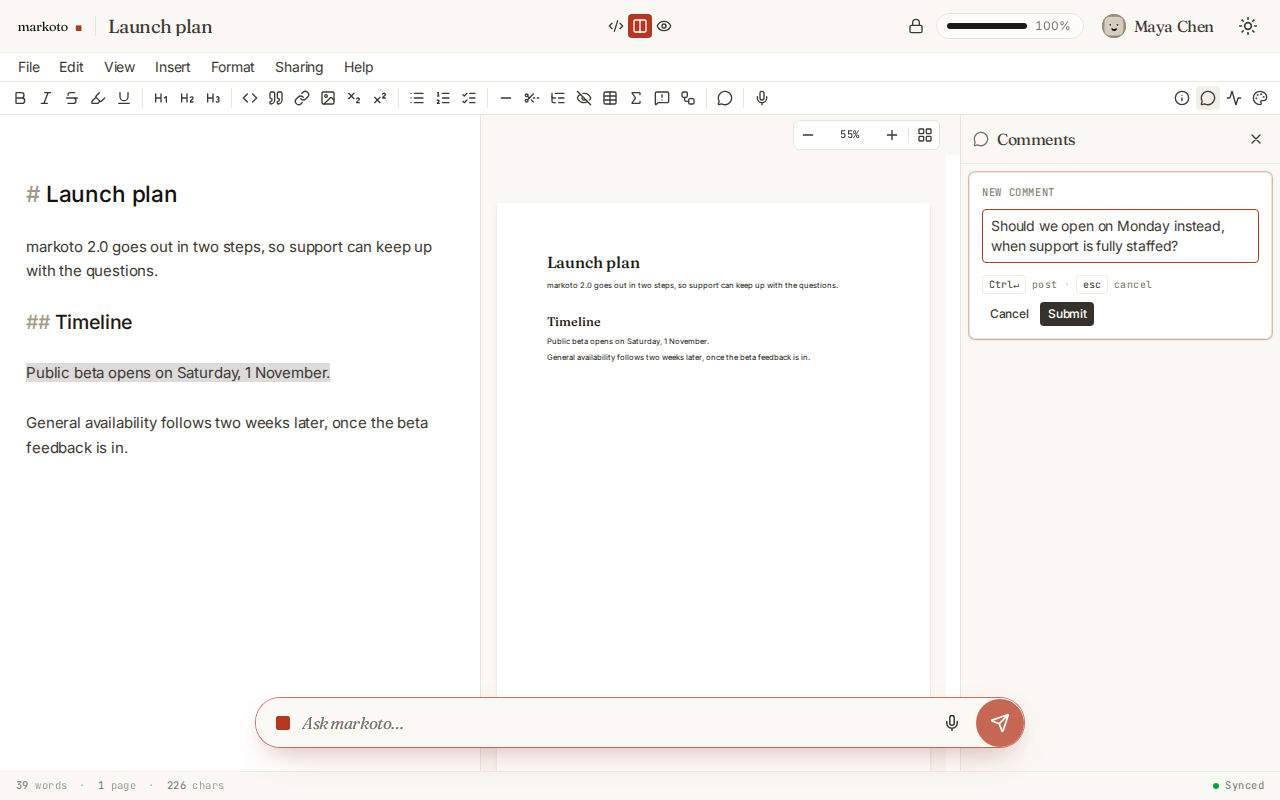 markoto
Launch plan
100%
Maya Chen
File Edit View Insert Format Sharing Help
H1 H2 H3
X2 x2
55%
Comments
# Launch plan
markoto 2.0 goes out in two steps, so support can keep up
with the questions.
## Timeline
Public beta opens on Saturday, 1 November.
General availability follows two weeks later, once the beta
feedback is in.
Launch plan
markoto 2.0 goes out in two steps, so support can keep up with the questions.
Timeline
Public beta opens on Saturday, 1 November.
General availability follows two weeks later, once the beta feedback is in.
NEW COMMENT
Should we open on Monday instead,
when support is fully staffed?
Ctrl↵ post · esc cancel
Cancel Submit
Ask markoto...
39 words · 1 page · 226 chars
Synced